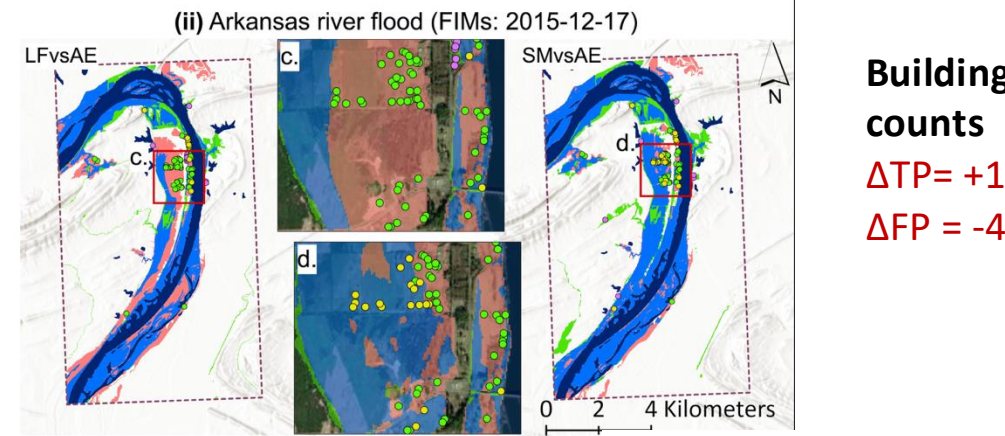 (ii) Arkansas river flood (FIMs: 2015-12-17)
LFvsAE
c.
SMvsAE
N
c.
d.
d.
0 2 4 Kilometers
Building
counts
ΔTP= +1
ΔFP = -4